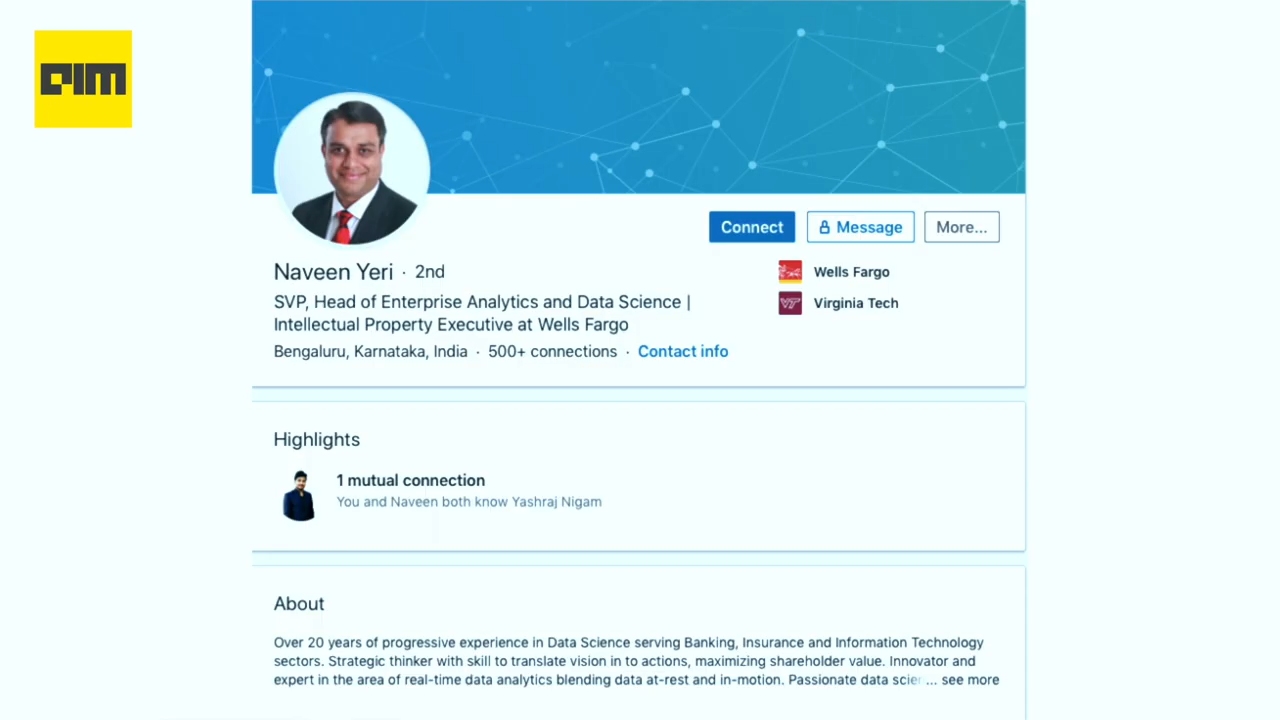 AIM
Connect
Message
More...
Naveen Yeri · 2nd
Wells Fargo
SVP, Head of Enterprise Analytics and Data Science |
Virginia Tech
Intellectual Property Executive at Wells Fargo
Bengaluru, Karnataka, India · 500+ connections · Contact info
Highlights
1 mutual connection
You and Naveen both know Yashraj Nigam
About
Over 20 years of progressive experience in Data Science serving Banking, Insurance and Information Technology
sectors. Strategic thinker with skill to translate vision in to actions, maximizing shareholder value. Innovator and
expert in the area of real-time data analytics blending data at-rest and in-motion. Passionate data scie ... see more